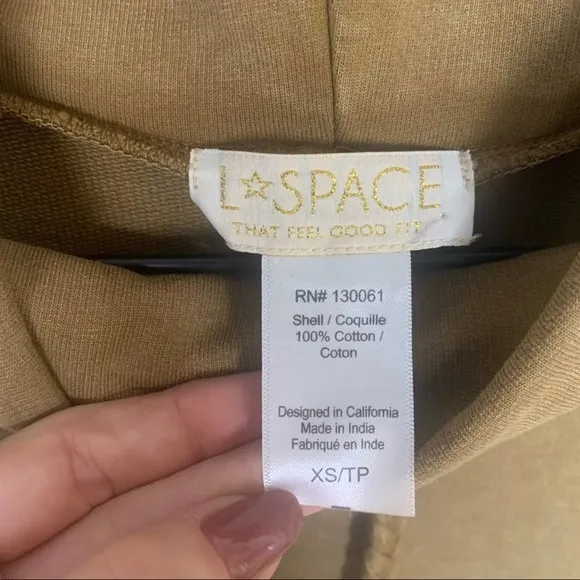 L☆SPACE
THAT FEEL GOOD FIT
RN# 130061
Shell / Coquille
100% Cotton /
Coton
Designed in California
Made in India
Fabriqué en Inde
XS/TP